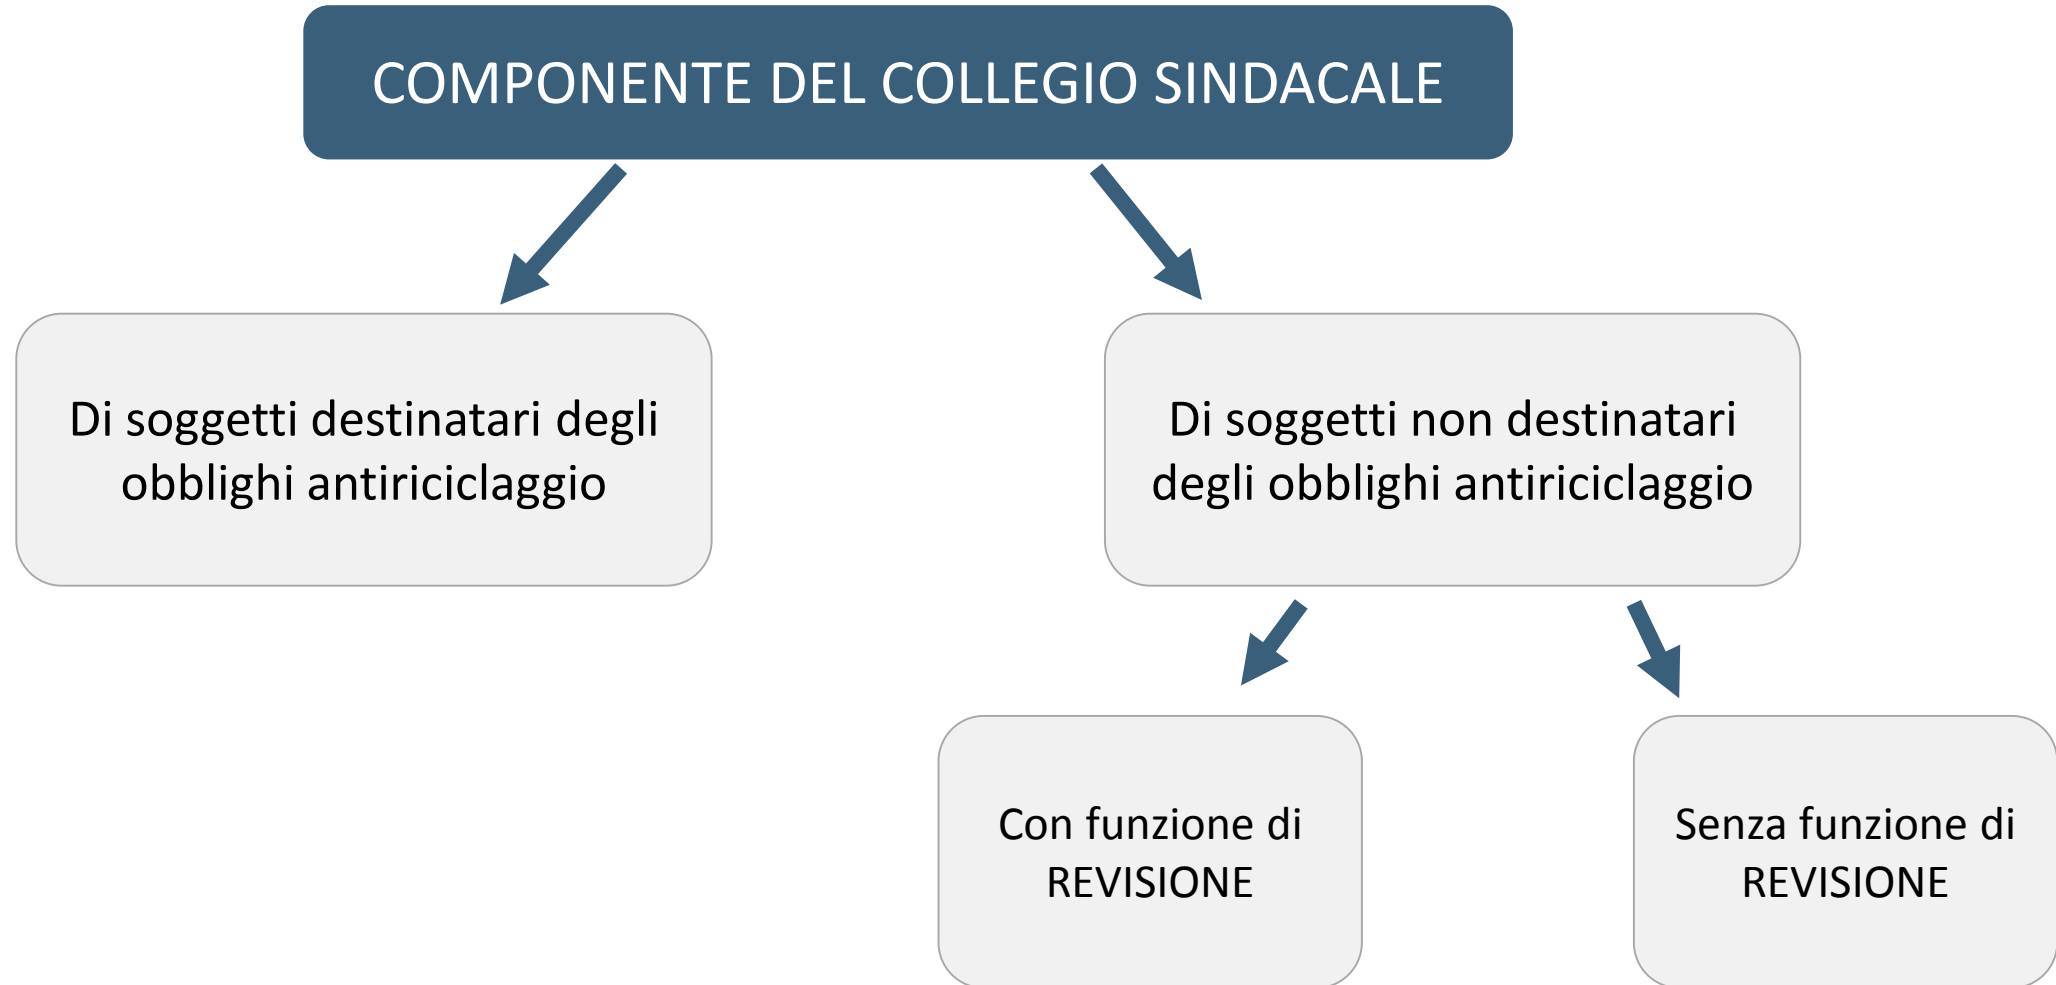 COMPONENTE DEL COLLEGIO SINDACALE
Di soggetti destinatari degli
obblighi antiriciclaggio
Di soggetti non destinatari
degli obblighi antiriciclaggio
Con funzione di
REVISIONE
Senza funzione di
REVISIONE